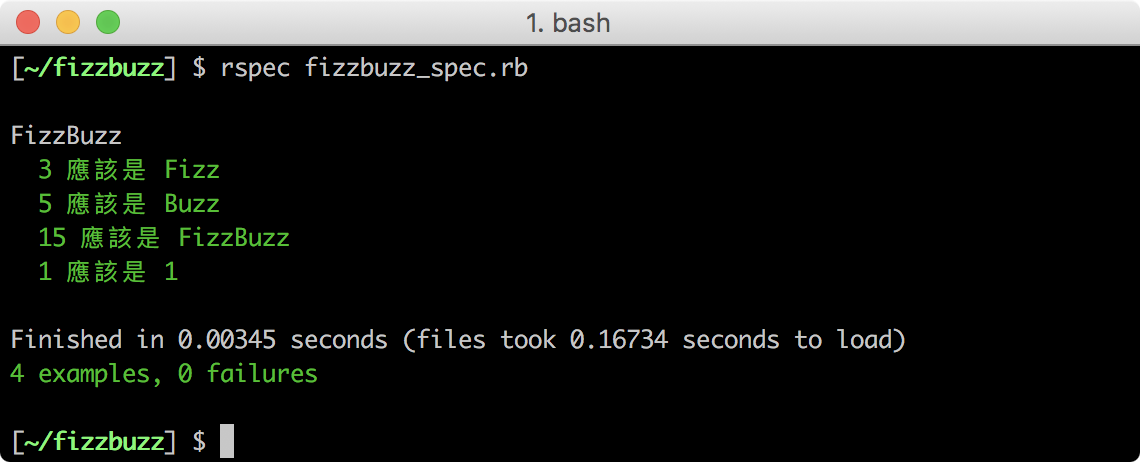 1. bash
[~/fizzbuzz] $ rspec fizzbuzz_spec.rb
FizzBuzz
3 應該是 Fizz
5 應該是 Buzz
15 應該是 FizzBuzz
1 應該是 1
Finished in 0.00345 seconds (files took 0.16734 seconds to load)
4 examples, 0 failures
[~/fizzbuzz] $